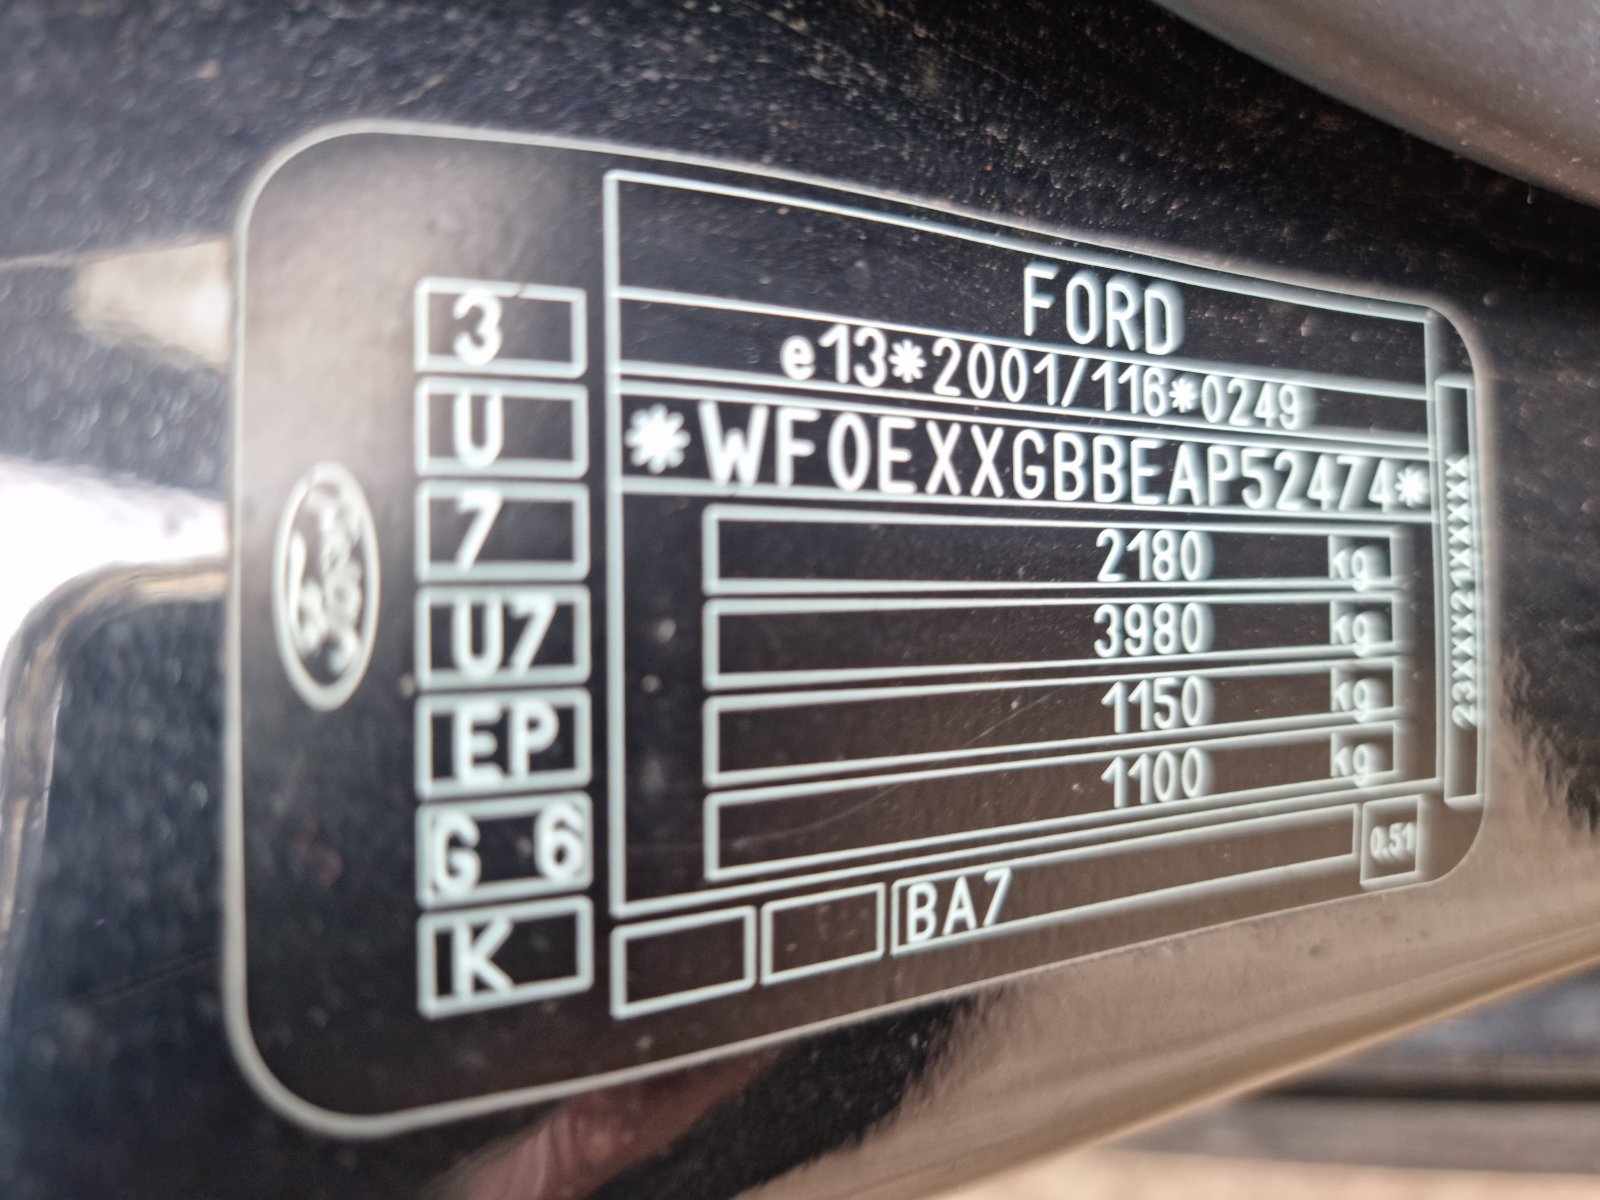 FORD
e13*2001/116*0249
*WF0EXXGBBEAP52474*
2180 kg
3980 kg
1150 kg
1100 kg
3
U
7
U7
EP
G 6
K
BA7
0.51
23XXX21XXXXX